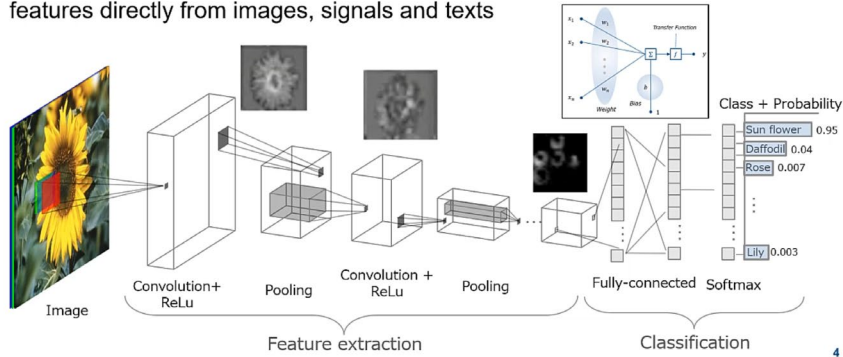 features directly from images, signals and texts
x₁
w₁
x₂
w₂
xₙ
wₙ
Weight
Σ
Transfer Function
f
y
b
Bias
1
Class + Probability
Sun flower 0.95
Daffodil 0.04
Rose 0.007
Lily 0.003
Image
Convolution+
ReLu
Pooling
Convolution +
ReLu
Pooling
Fully-connected
Softmax
Feature extraction
Classification
4